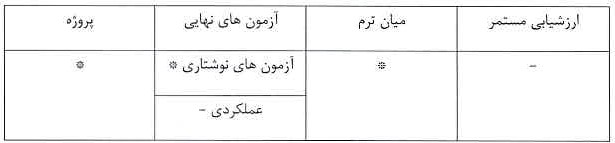 ارزشیابی مستمر	میان ترم	آزمون های نهایی	پروژه
–	*	آزمون های نوشتاری *	*
عملکردی –